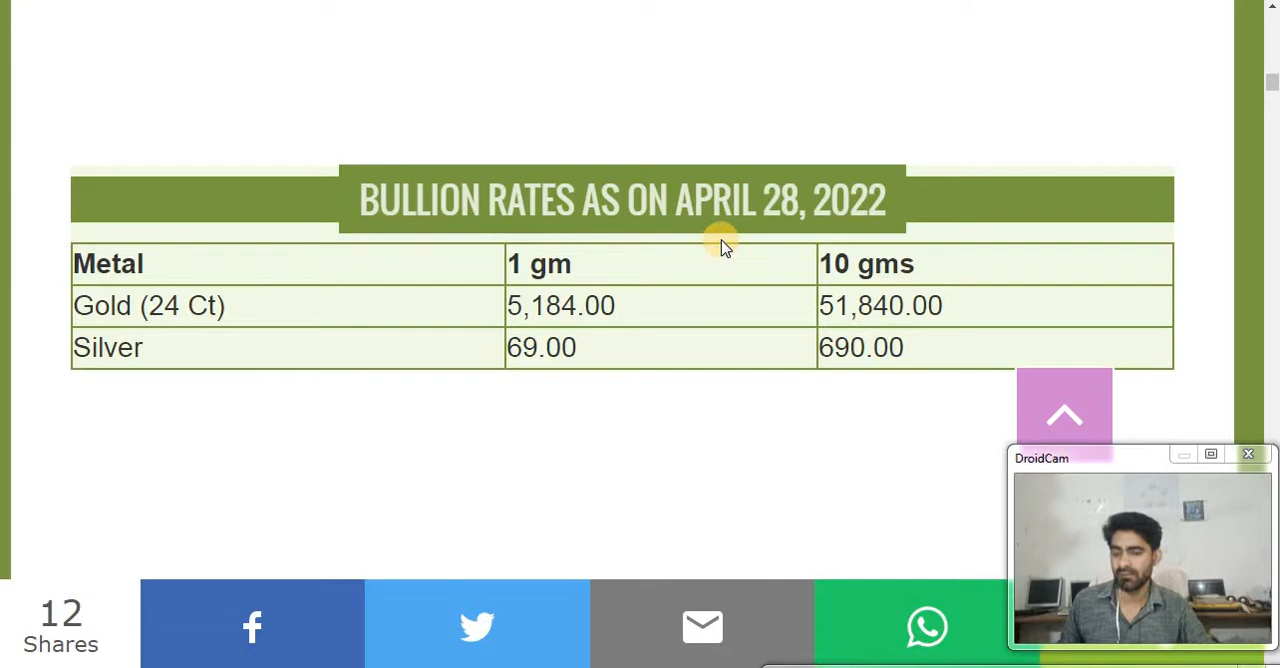 BULLION RATES AS ON APRIL 28, 2022
Metal 1 gm 10 gms
Gold (24 Ct) 5,184.00 51,840.00
Silver 69.00 690.00
DroidCam
12
Shares